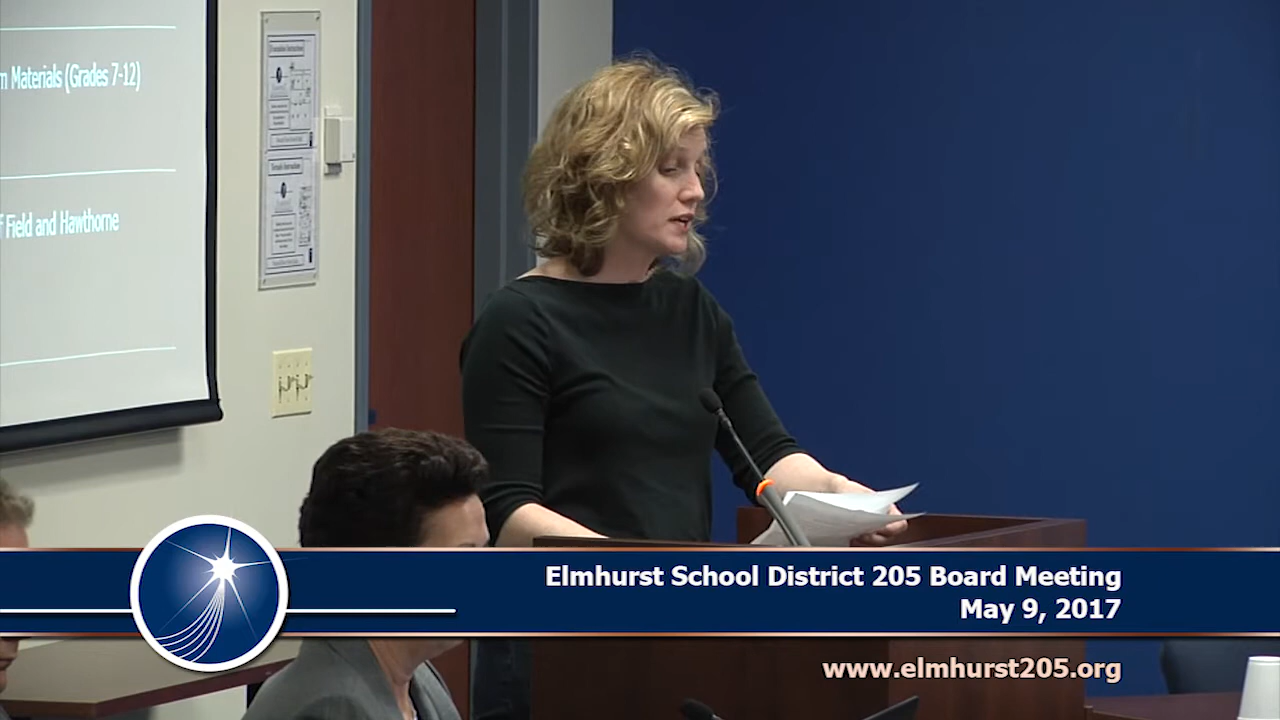 m Materials (Grades 7-12)
f Field and Hawthorne
Elmhurst School District 205 Board Meeting
May 9, 2017
www.elmhurst205.org